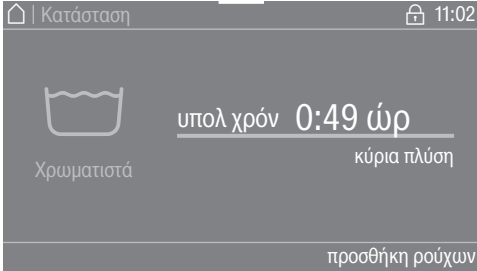 | Κατάσταση 11:02
υπολ χρόν 0:49 ώρ
κύρια πλύση
Χρωματιστά
προσθήκη ρούχων